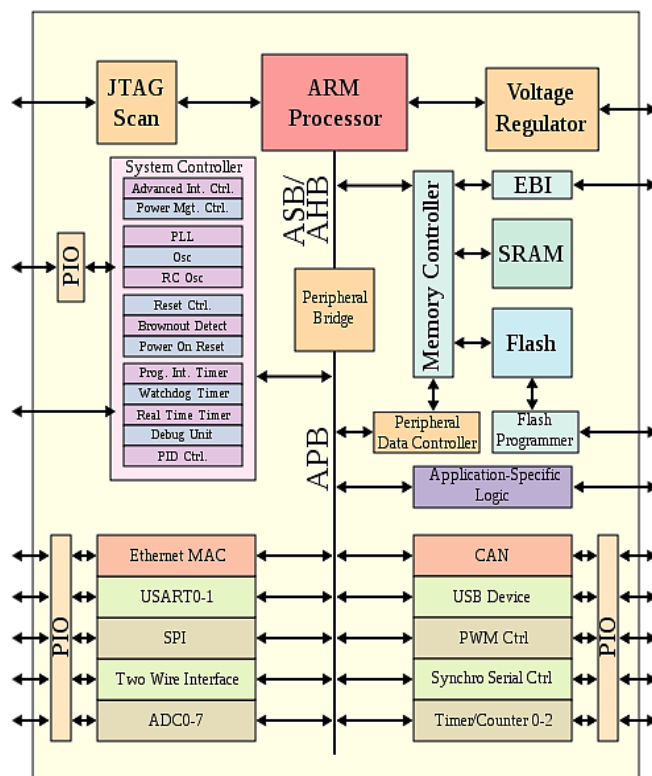 JTAG
Scan
ARM
Processor
Voltage
Regulator
System Controller
Advanced Int. Ctrl.
Power Mgt. Ctrl.
PLL
Osc
RC Osc
Reset Ctrl.
Brownout Detect
Power On Reset
Prog. Int. Timer
Watchdog Timer
Real Time Timer
Debug Unit
PID Ctrl.
PIO
ASB/
AHB
Peripheral
Bridge
APB
Memory Controller
EBI
SRAM
Flash
Peripheral
Data Controller
Flash
Programmer
Application-Specific
Logic
PIO
Ethernet MAC
USART0-1
SPI
Two Wire Interface
ADC0-7
CAN
USB Device
PWM Ctrl
Synchro Serial Ctrl
Timer/Counter 0-2
PIO